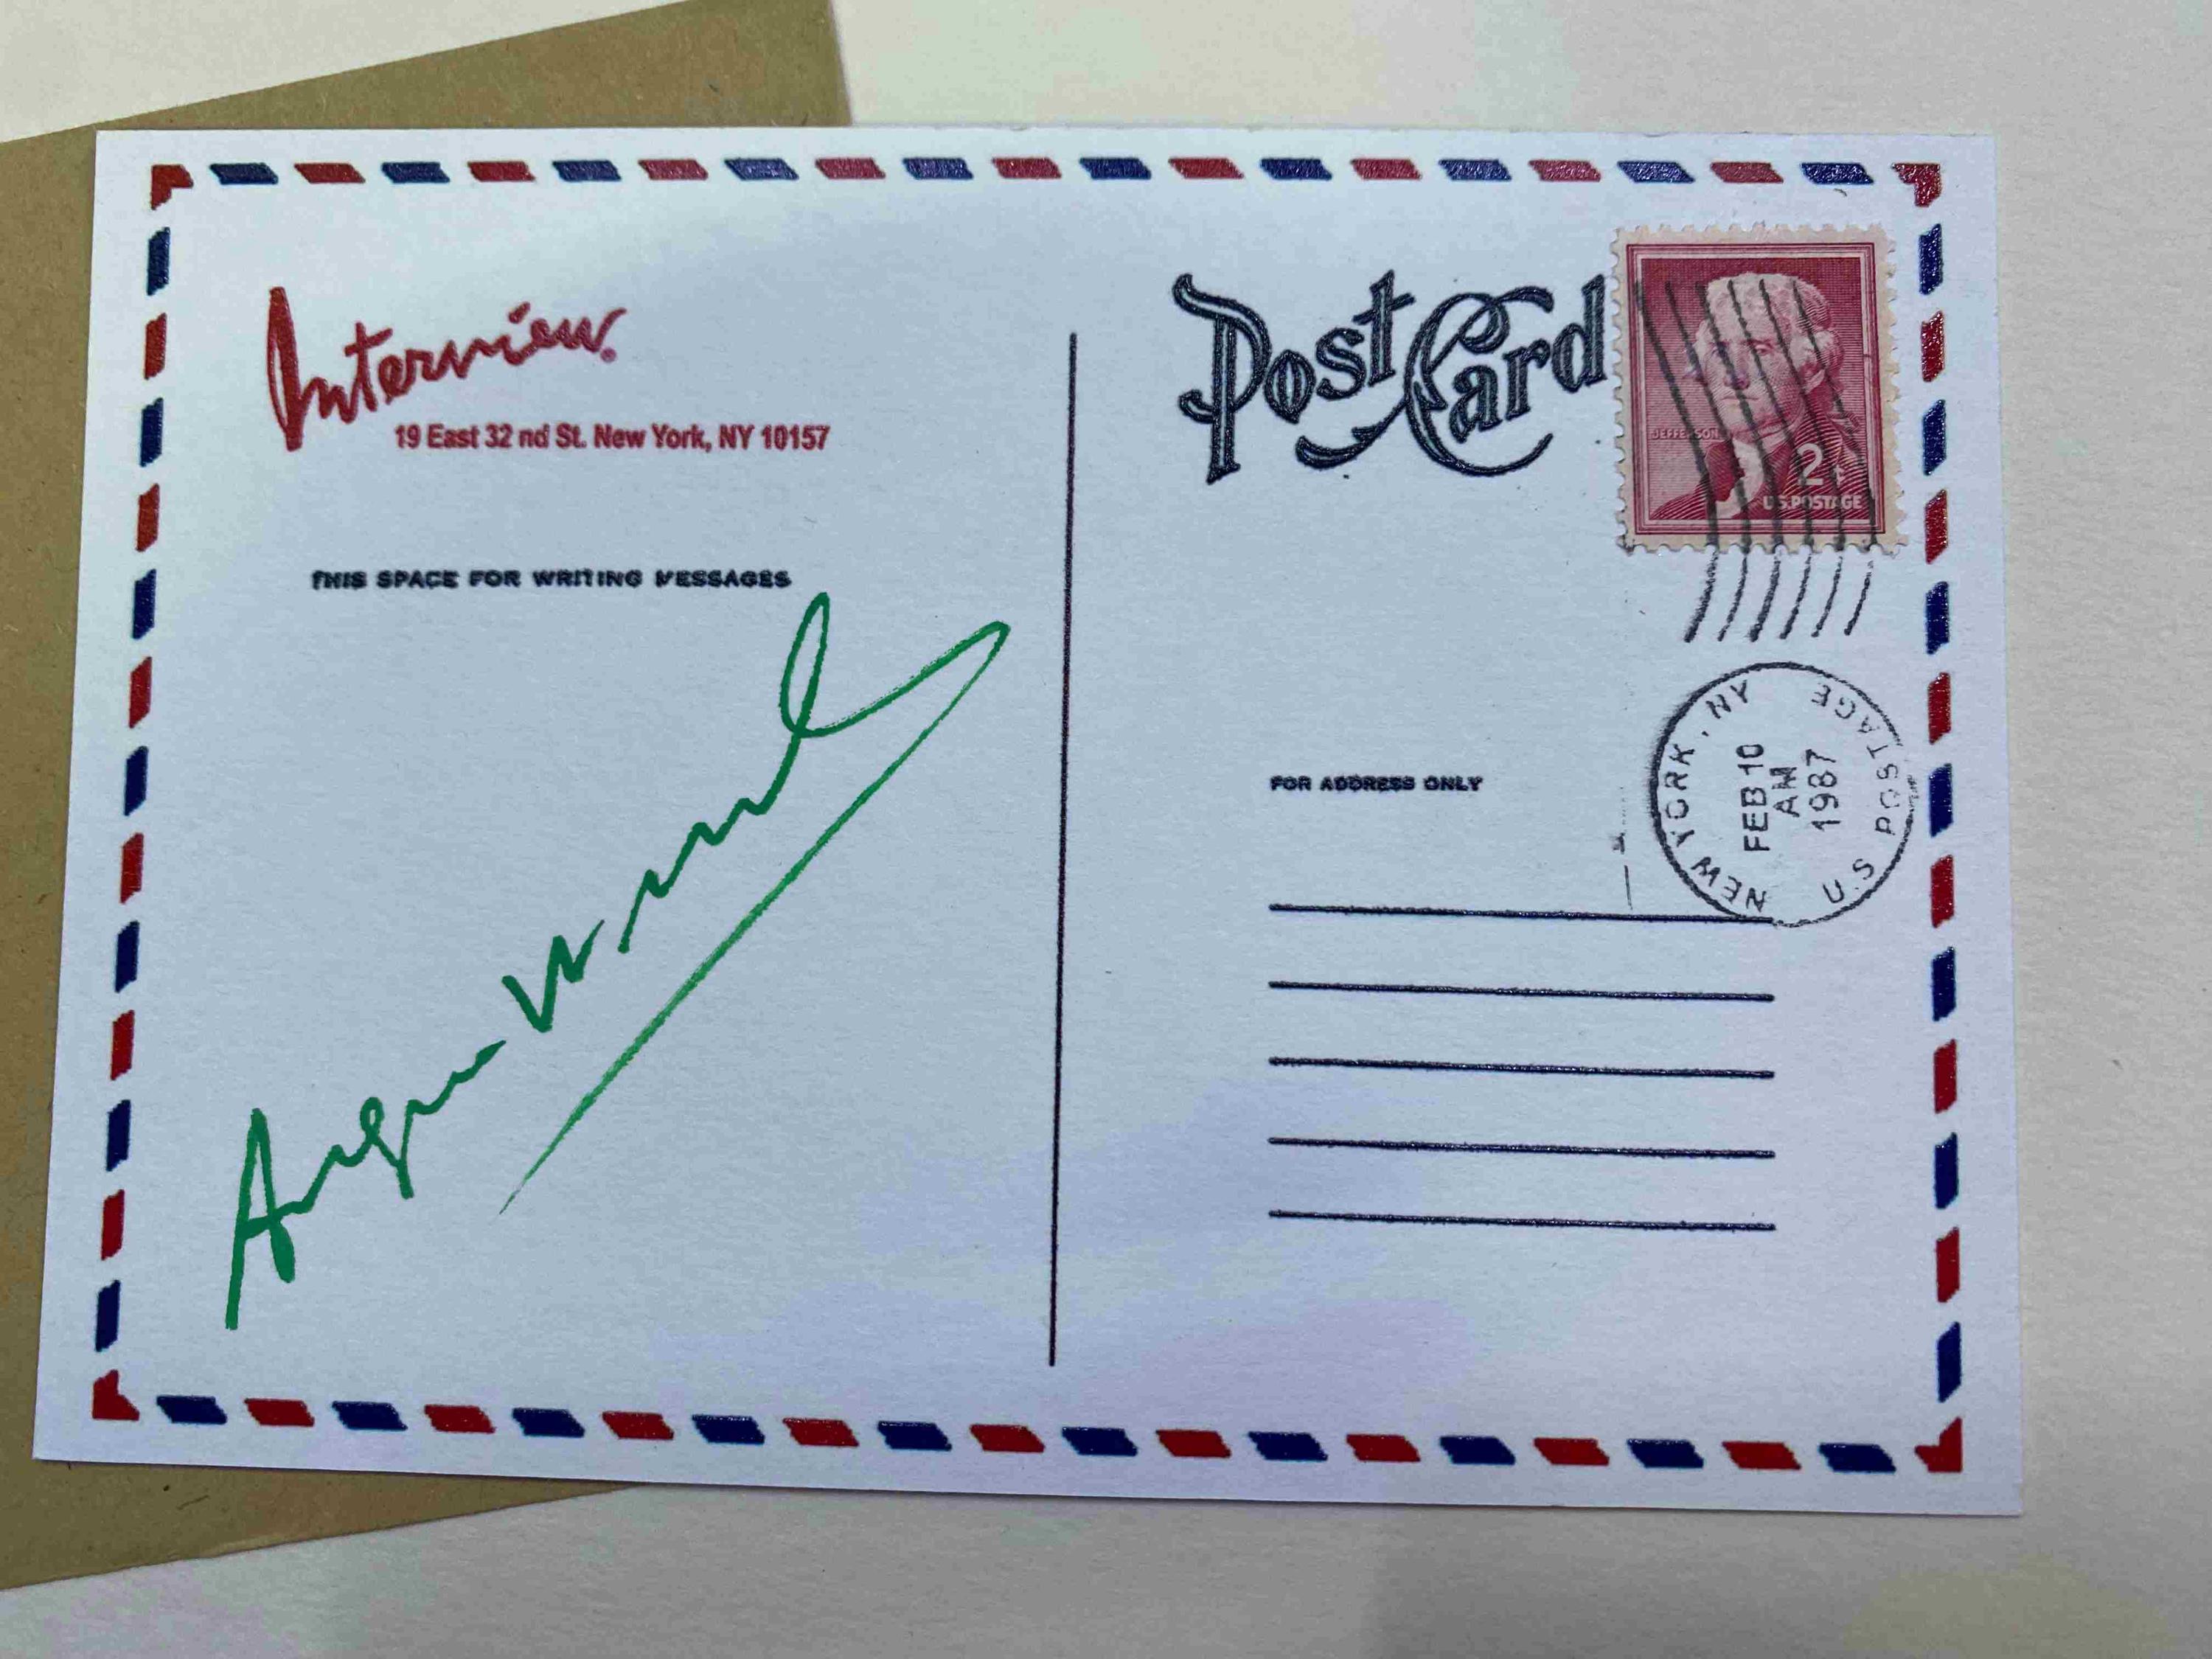 Interview
19 East 32 nd St. New York, NY 10157
THIS SPACE FOR WRITING MESSAGES
Post Card
JEFFERSON
2¢
U.S. POSTAGE
NEW YORK, NY
FEB 10
AM
1987
U.S POSTAGE
FOR ADDRESS ONLY